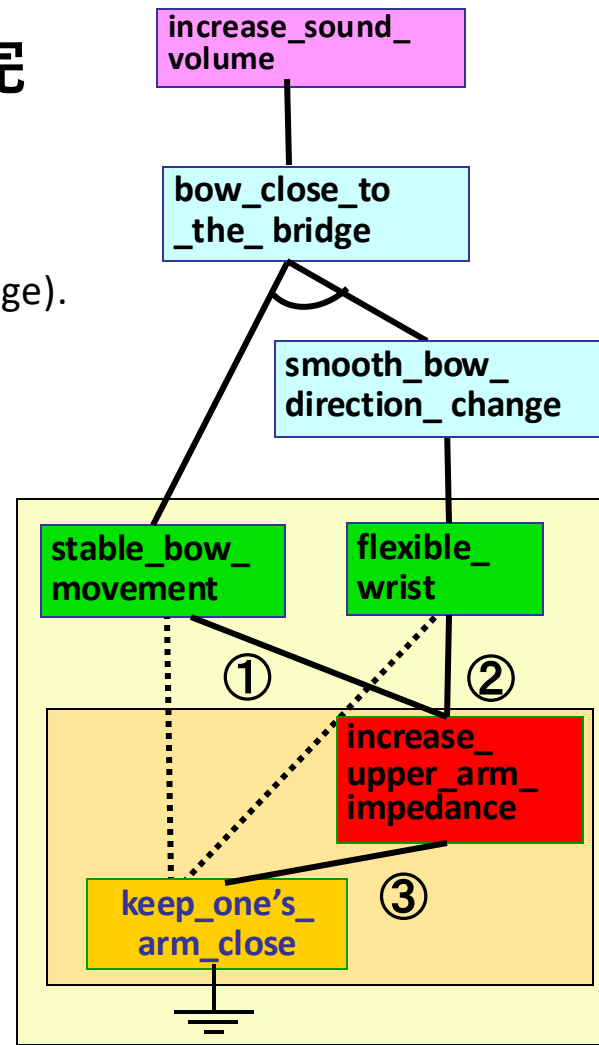 increase_sound_
volume
bow_close_to
_the_ bridge
ge).
smooth_bow_
direction_ change
stable_bow_
movement
flexible_
wrist
①
②
increase_
upper_arm_
impedance
③
keep_one's_
arm_close